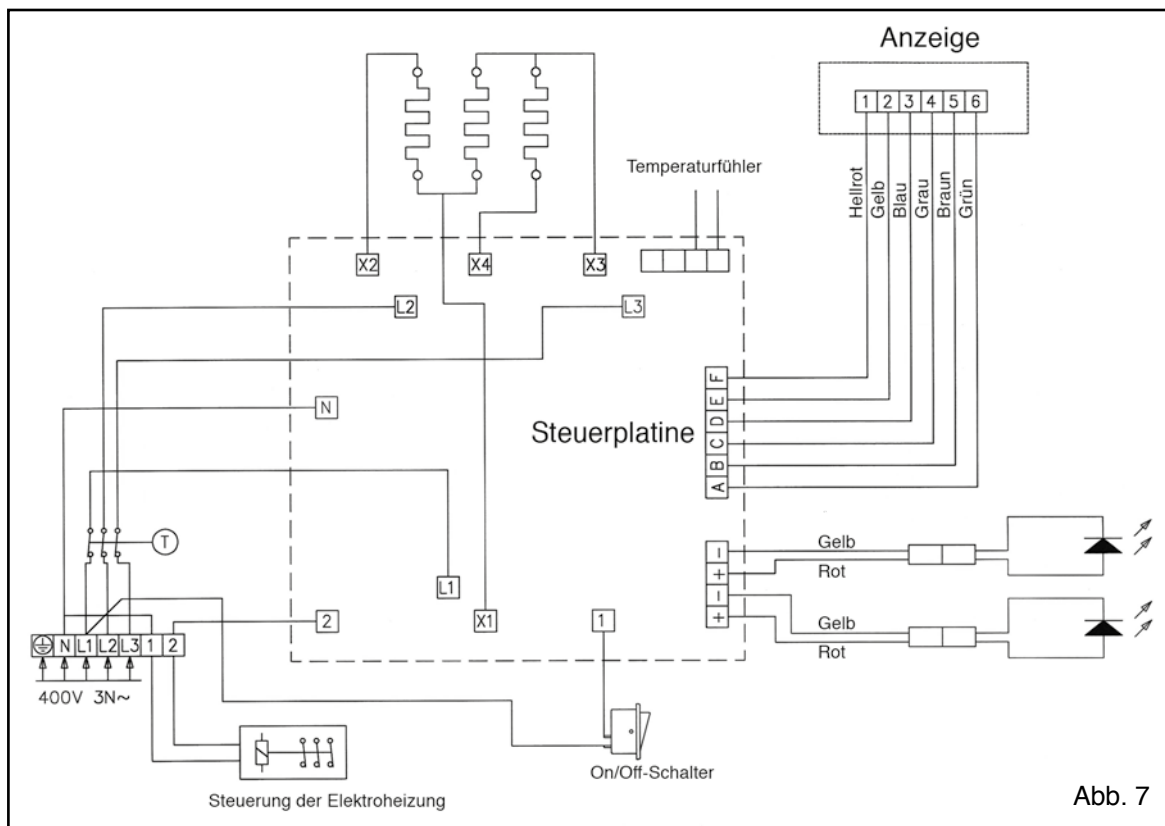 Anzeige
1 2 3 4 5 6
Temperaturfühler
Hellrot
Gelb
Blau
Grau
Braun
Grün
X2
X4
X3
L2
L3
N
Steuerplatine
F
E
D
C
B
A
T
L1
2
X1
1
−
+
−
+
Gelb
Rot
Gelb
Rot
N L1 L2 L3 1 2
400V 3N~
On/Off-Schalter
Steuerung der Elektroheizung
Abb. 7